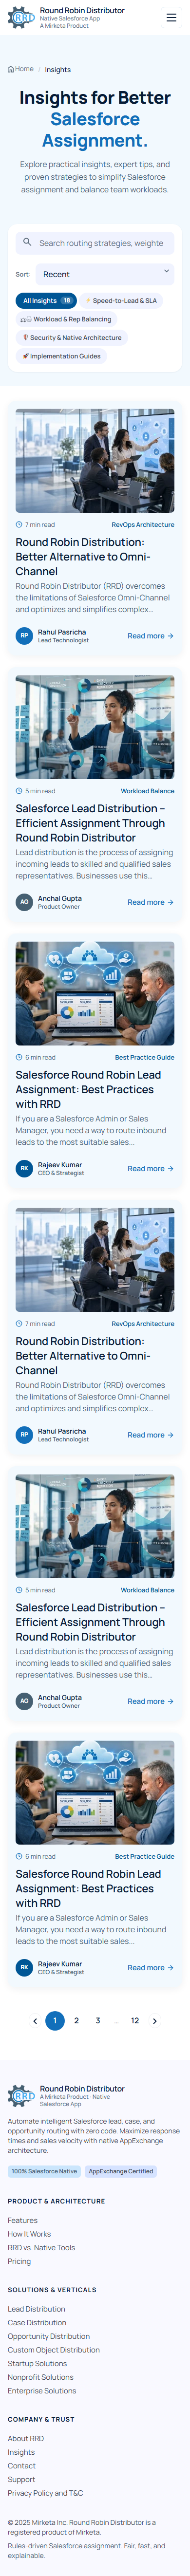 Round Robin Distributor
Native Salesforce App
A Mirketa Product
Home / Insights
Insights for Better
Salesforce
Assignment.
Explore practical insights, expert tips, and
proven strategies to simplify Salesforce
assignment and balance team workloads.
Search routing strategies, weighte
Sort:
Recent
All Insights 18
Speed-to-Lead & SLA
Workload & Rep Balancing
Security & Native Architecture
Implementation Guides
7 min read
RevOps Architecture
Round Robin Distribution:
Better Alternative to Omni-
Channel
Round Robin Distributor (RRD) overcomes
the limitations of Salesforce Omni-Channel
and optimizes and simplifies complex...
RP
Rahul Pasricha
Lead Technologist
Read more →
5 min read
Workload Balance
Salesforce Lead Distribution –
Efficient Assignment Through
Round Robin Distributor
Lead distribution is the process of assigning
incoming leads to skilled and qualified sales
representatives. Businesses use this...
AG
Anchal Gupta
Product Owner
Read more →
6 min read
Best Practice Guide
Salesforce Round Robin Lead
Assignment: Best Practices
with RRD
If you are a Salesforce Admin or Sales
Manager, you need a way to route inbound
leads to the most suitable sales...
RK
Rajeev Kumar
CEO & Strategist
Read more →
7 min read
RevOps Architecture
Round Robin Distribution:
Better Alternative to Omni-
Channel
Round Robin Distributor (RRD) overcomes
the limitations of Salesforce Omni-Channel
and optimizes and simplifies complex...
RP
Rahul Pasricha
Lead Technologist
Read more →
5 min read
Workload Balance
Salesforce Lead Distribution –
Efficient Assignment Through
Round Robin Distributor
Lead distribution is the process of assigning
incoming leads to skilled and qualified sales
representatives. Businesses use this...
AG
Anchal Gupta
Product Owner
Read more →
6 min read
Best Practice Guide
Salesforce Round Robin Lead
Assignment: Best Practices
with RRD
If you are a Salesforce Admin or Sales
Manager, you need a way to route inbound
leads to the most suitable sales...
RK
Rajeev Kumar
CEO & Strategist
Read more →
1 2 3 ... 12
Round Robin Distributor
A Mirketa Product · Native
Salesforce App
Automate intelligent Salesforce lead, case, and
opportunity routing with zero code. Maximize response
times and sales velocity with native AppExchange
architecture.
100% Salesforce Native
AppExchange Certified
PRODUCT & ARCHITECTURE
Features
How It Works
RRD vs. Native Tools
Pricing
SOLUTIONS & VERTICALS
Lead Distribution
Case Distribution
Opportunity Distribution
Custom Object Distribution
Startup Solutions
Nonprofit Solutions
Enterprise Solutions
COMPANY & TRUST
About RRD
Insights
Contact
Support
Privacy Policy and T&C
© 2025 Mirketa Inc. Round Robin Distributor is a
registered product of Mirketa.
Rules-driven Salesforce assignment. Fair, fast, and
explainable.